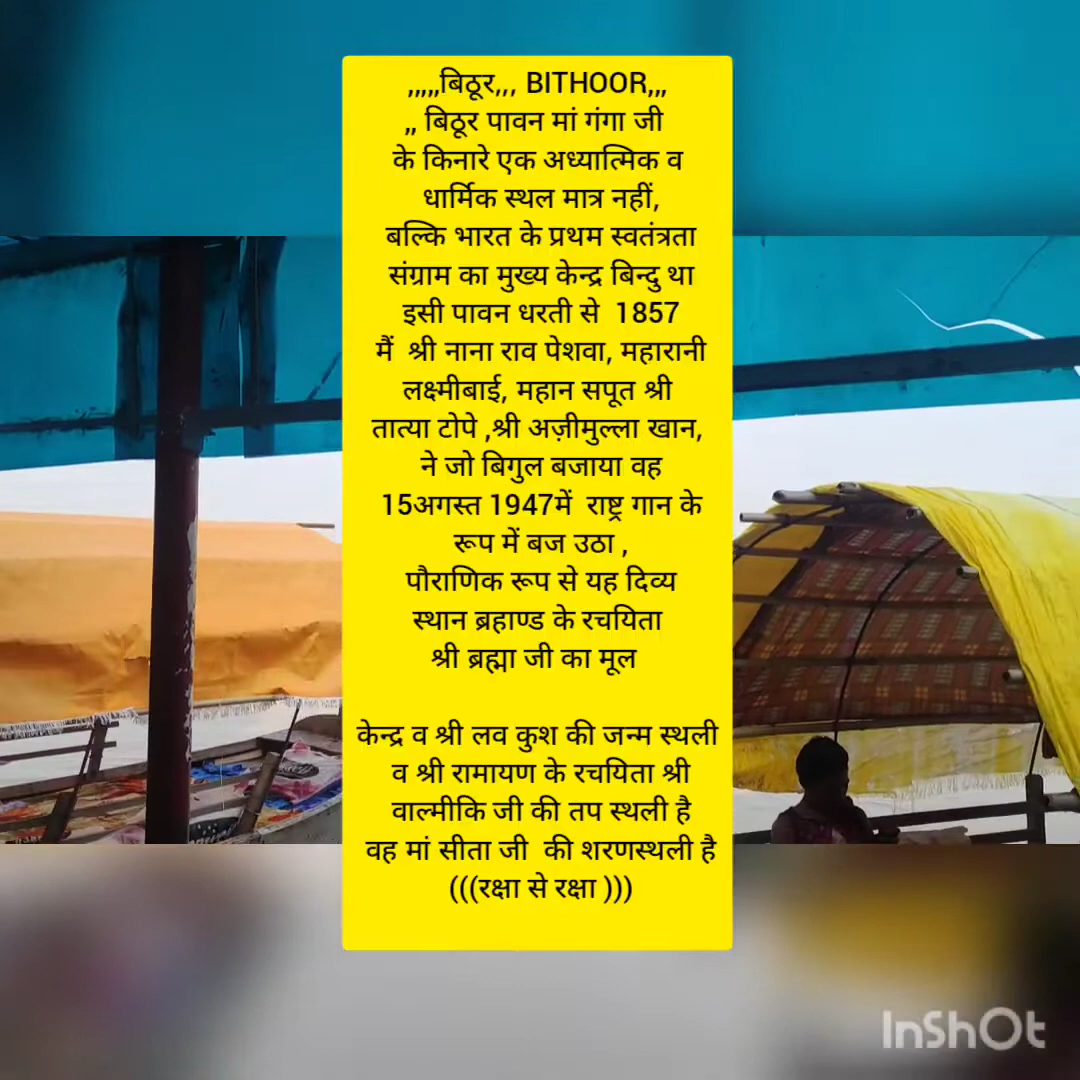 ,,,,,बिठूर,,, BITHOOR,,,
,, बिठूर पावन मां गंगा जी
के किनारे एक अध्यात्मिक व
धार्मिक स्थल मात्र नहीं,
बल्कि भारत के प्रथम स्वतंत्रता
संग्राम का मुख्य केन्द्र बिन्दु था
इसी पावन धरती से 1857
मैं श्री नाना राव पेशवा, महारानी
लक्ष्मीबाई, महान सपूत श्री
तात्या टोपे ,श्री अज़ीमुल्ला खान,
ने जो बिगुल बजाया वह
15अगस्त 1947में राष्ट्र गान के
रूप में बज उठा ,
पौराणिक रूप से यह दिव्य
स्थान ब्रहाण्ड के रचयिता
श्री ब्रह्मा जी का मूल
केन्द्र व श्री लव कुश की जन्म स्थली
व श्री रामायण के रचयिता श्री
वाल्मीकि जी की तप स्थली है
वह मां सीता जी की शरणस्थली है
(((रक्षा से रक्षा )))
InShOt